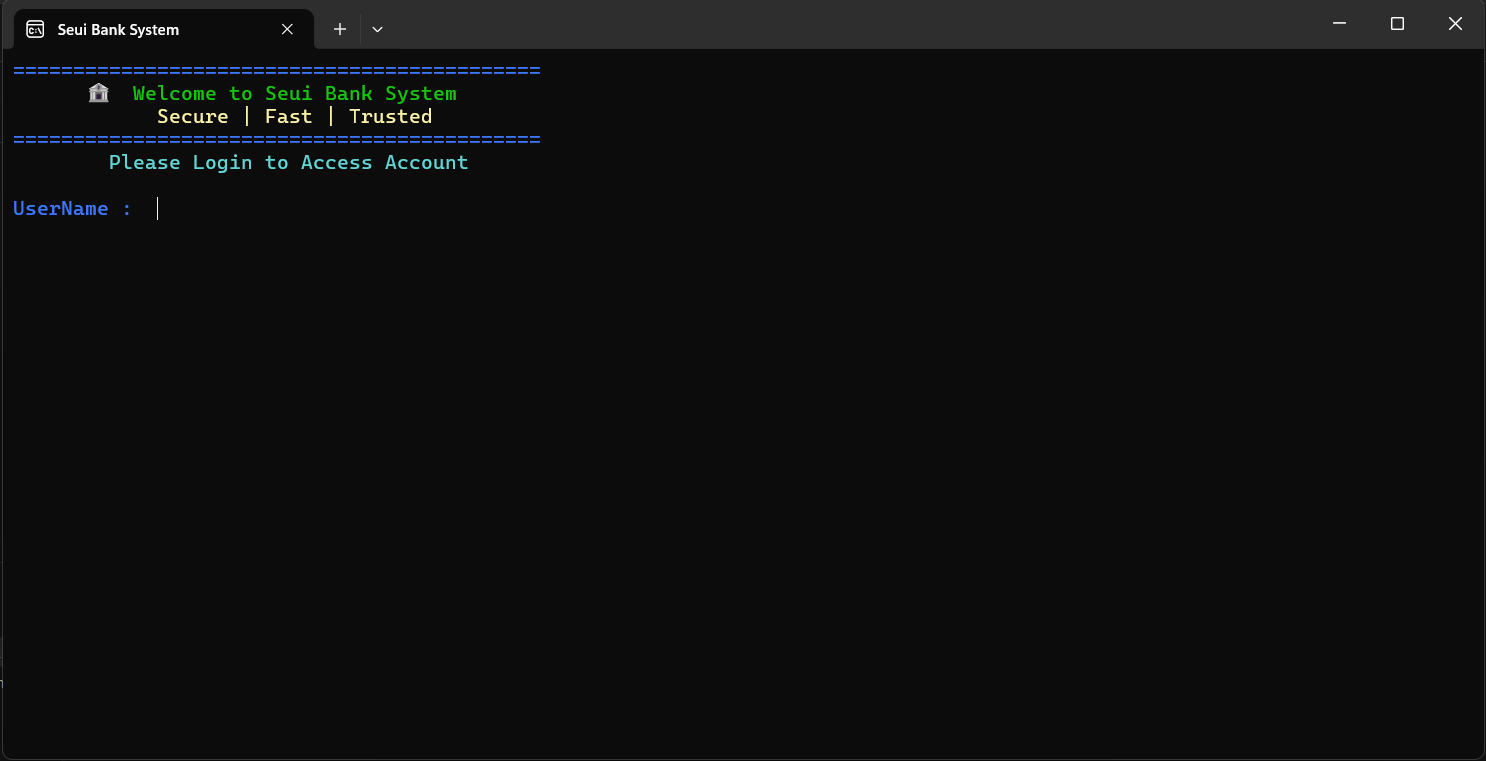 Seui Bank System
============================================
🏦 Welcome to Seui Bank System
Secure | Fast | Trusted
============================================
Please Login to Access Account
UserName :